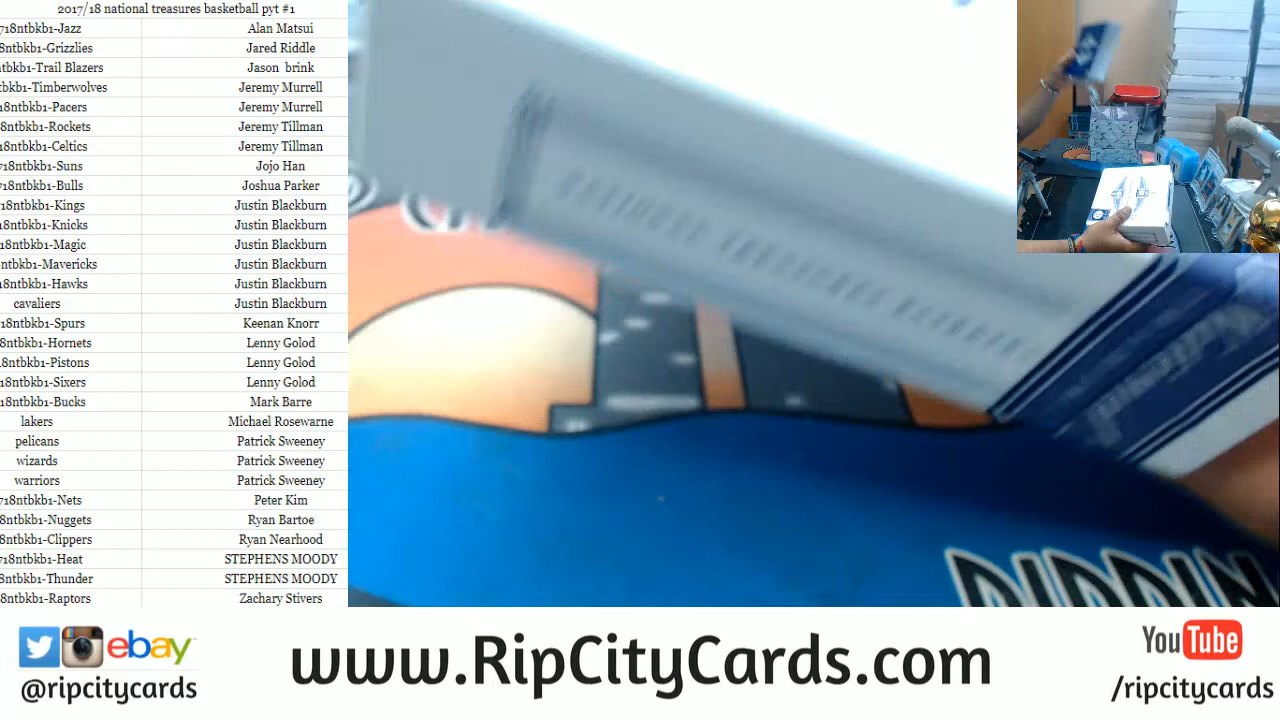 2017/18 national treasures basketball pyt #1
718ntbkb1-Jazz Alan Matsui
8ntbkb1-Grizzlies Jared Riddle
ntbkb1-Trail Blazers Jason brink
tbkb1-Timberwolves Jeremy Murrell
18ntbkb1-Pacers Jeremy Murrell
8ntbkb1-Rockets Jeremy Tillman
18ntbkb1-Celtics Jeremy Tillman
718ntbkb1-Suns Jojo Han
718ntbkb1-Bulls Joshua Parker
18ntbkb1-Kings Justin Blackburn
18ntbkb1-Knicks Justin Blackburn
18ntbkb1-Magic Justin Blackburn
ntbkb1-Mavericks Justin Blackburn
18ntbkb1-Hawks Justin Blackburn
cavaliers Justin Blackburn
18ntbkb1-Spurs Keenan Knorr
8ntbkb1-Hornets Lenny Golod
18ntbkb1-Pistons Lenny Golod
18ntbkb1-Sixers Lenny Golod
18ntbkb1-Bucks Mark Barre
lakers Michael Rosewarne
pelicans Patrick Sweeney
wizards Patrick Sweeney
warriors Patrick Sweeney
718ntbkb1-Nets Peter Kim
8ntbkb1-Nuggets Ryan Bartoe
8ntbkb1-Clippers Ryan Nearhood
718ntbkb1-Heat STEPHENS MOODY
8ntbkb1-Thunder STEPHENS MOODY
8ntbkb1-Raptors Zachary Stivers
ebay
@ripcitycards
www.RipCityCards.com
YouTube
/ripcitycards